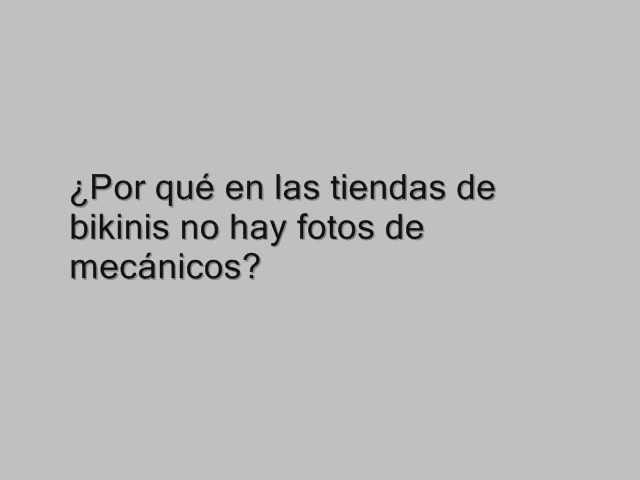 ¿Por qué en las tiendas de
bikinis no hay fotos de
mecánicos?